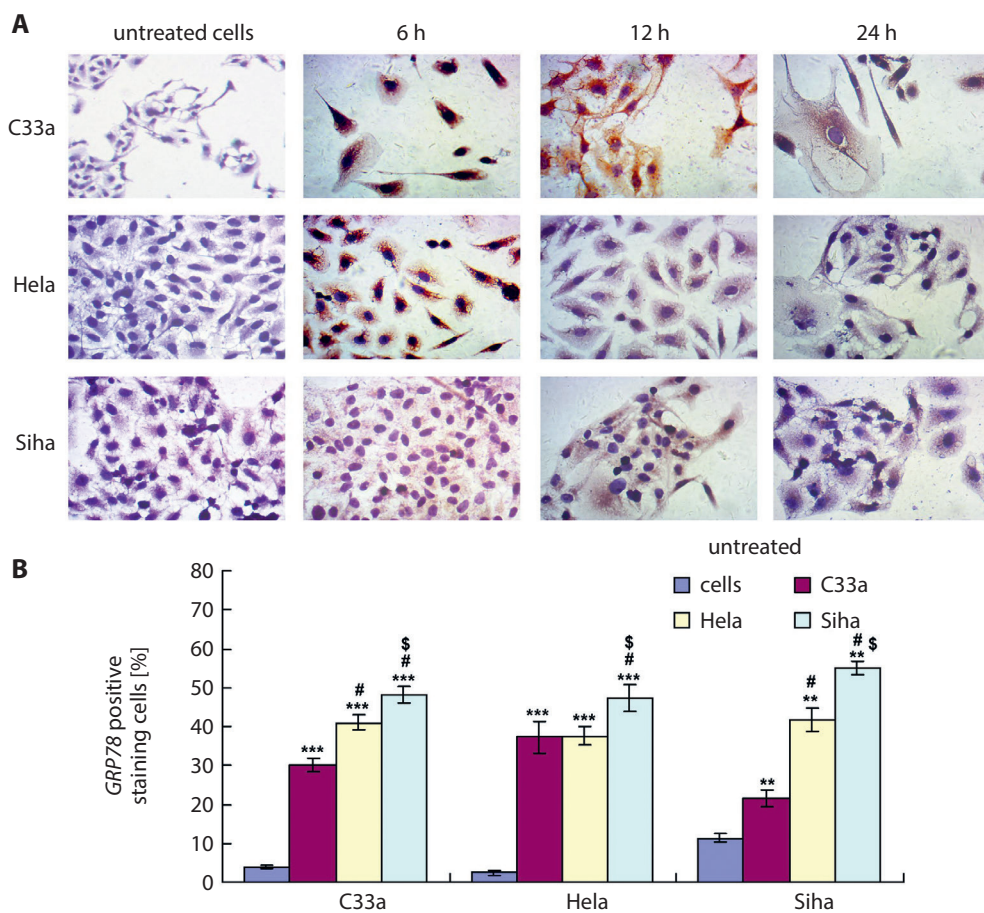 A
untreated cells 6 h 12 h 24 h
C33a
Hela
Siha
B
untreated
cells C33a
Hela Siha
GRP78 positive
staining cells [%]
80
70
60
50
40
30
20
10
0
***
#
***
$
#
***
***
***
$
#
***
**
#
**
# $
**
C33a Hela Siha